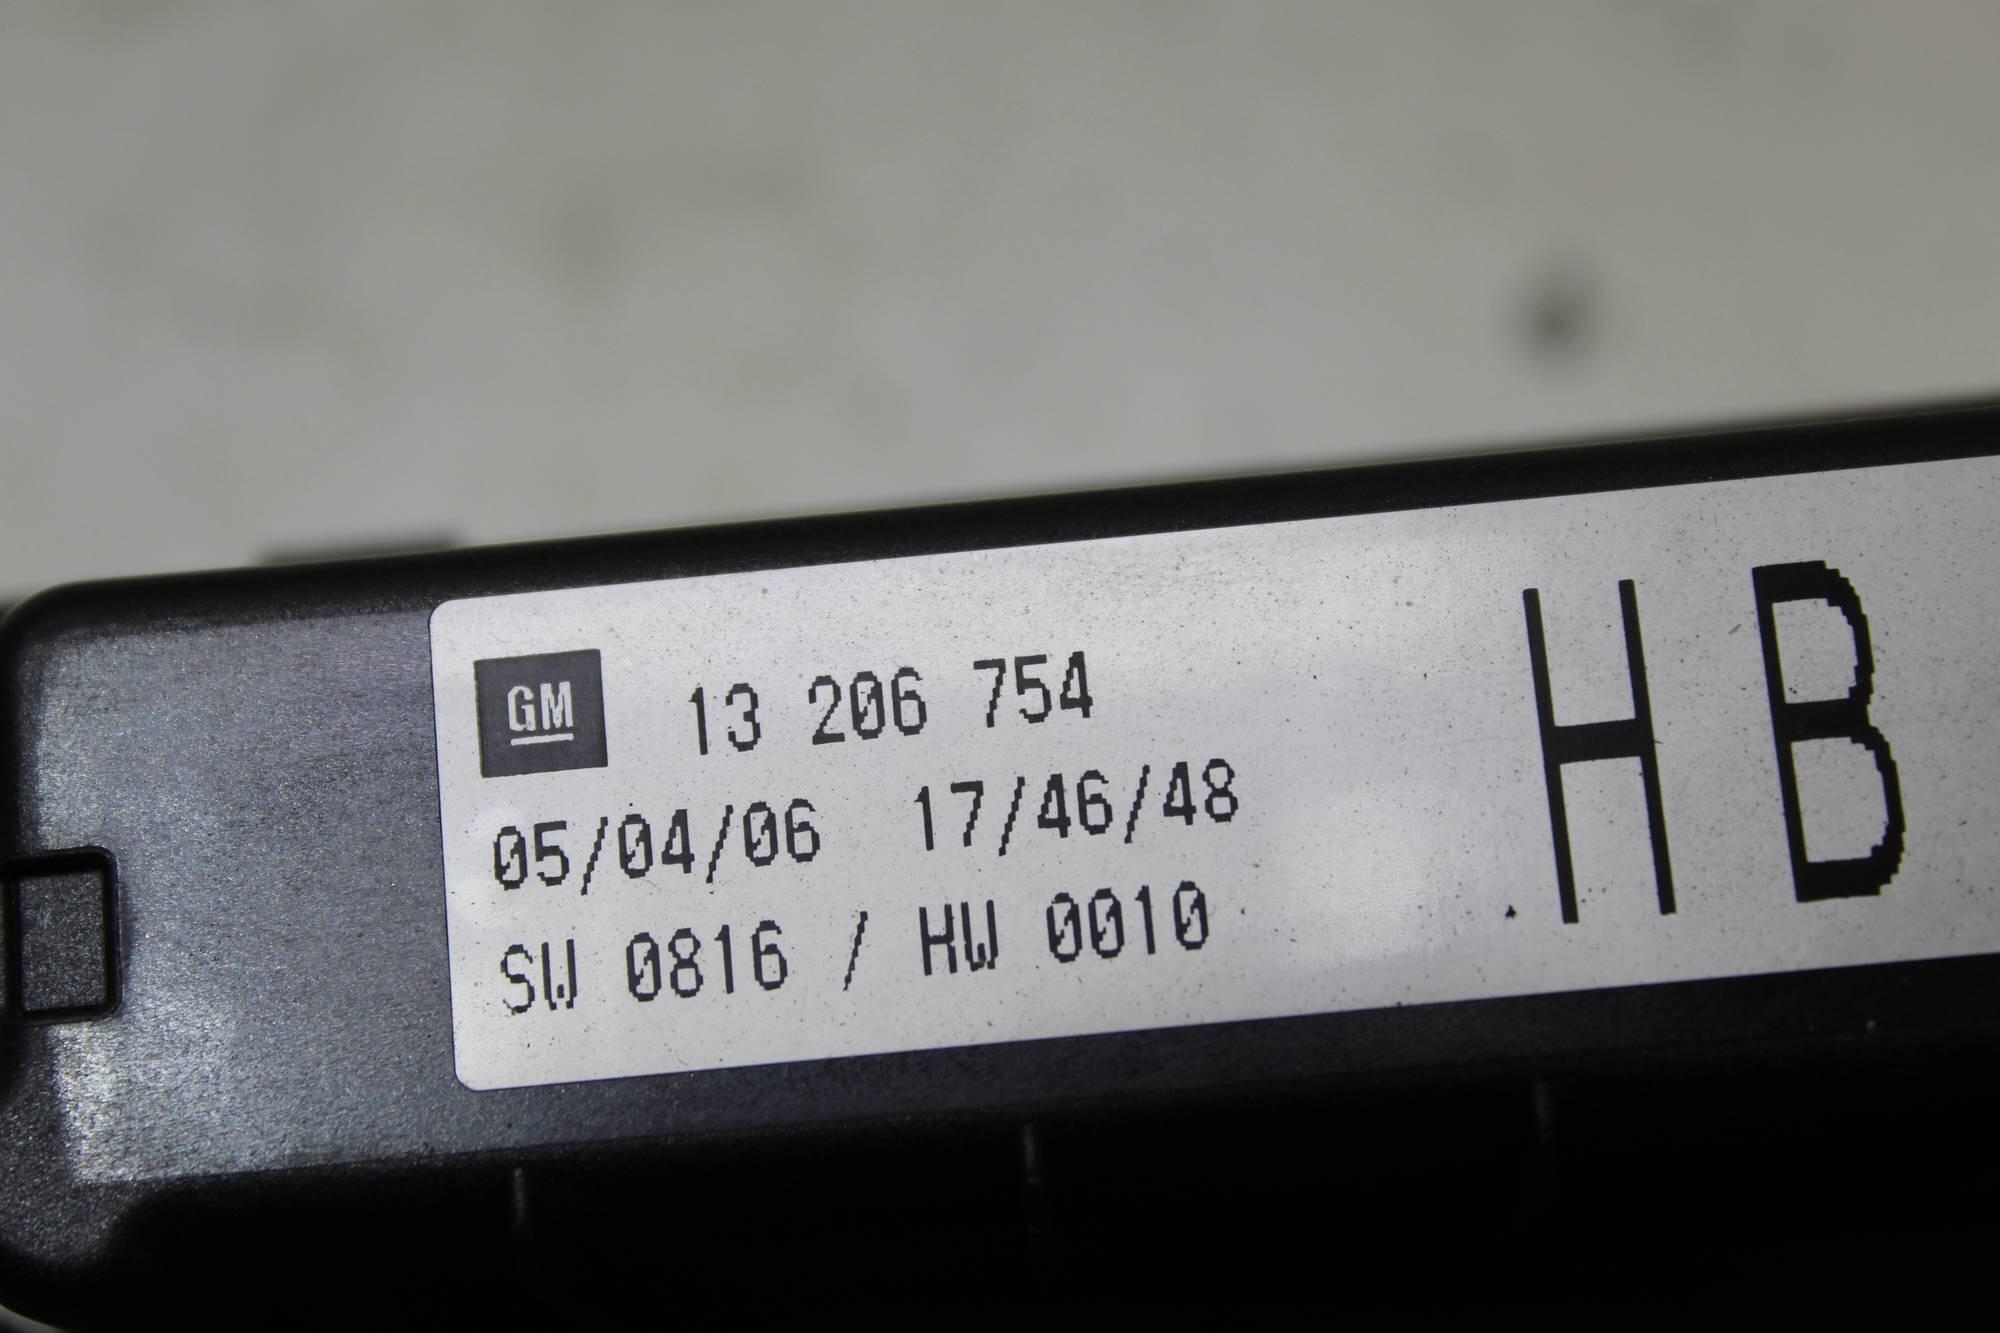 GM 13 206 754 HB
05/04/06 17/46/48
SW 0816 / HW 0010